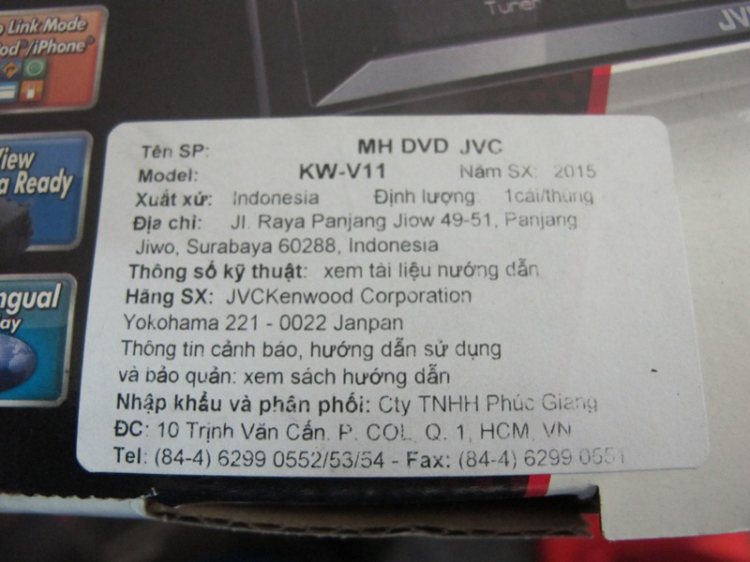 Tuner
JV
Link Mode
iPhone
iew
a Ready
ngual
ay
Tên SP: MH DVD JVC
Model: KW-V11 Năm SX: 2015
Xuất xứ: Indonesia Định lượng: 1cái/thùng
Địa chỉ: Jl. Raya Panjang Jiow 49-51, Panjang
Jiwo, Surabaya 60288, Indonesia
Thông số kỹ thuật: xem tài liệu hướng dẫn
Hãng SX: JVCKenwood Corporation
Yokohama 221 - 0022 Janpan
Thông tin cảnh báo, hướng dẫn sử dụng
và bảo quản: xem sách hướng dẫn
Nhập khẩu và phân phối: Cty TNHH Phúc Giang
ĐC: 10 Trịnh Văn Cấn, P. COL, Q. 1, HCM, VN
Tel: (84-4) 6299 0552/53/54 - Fax: (84-4) 6299 0551